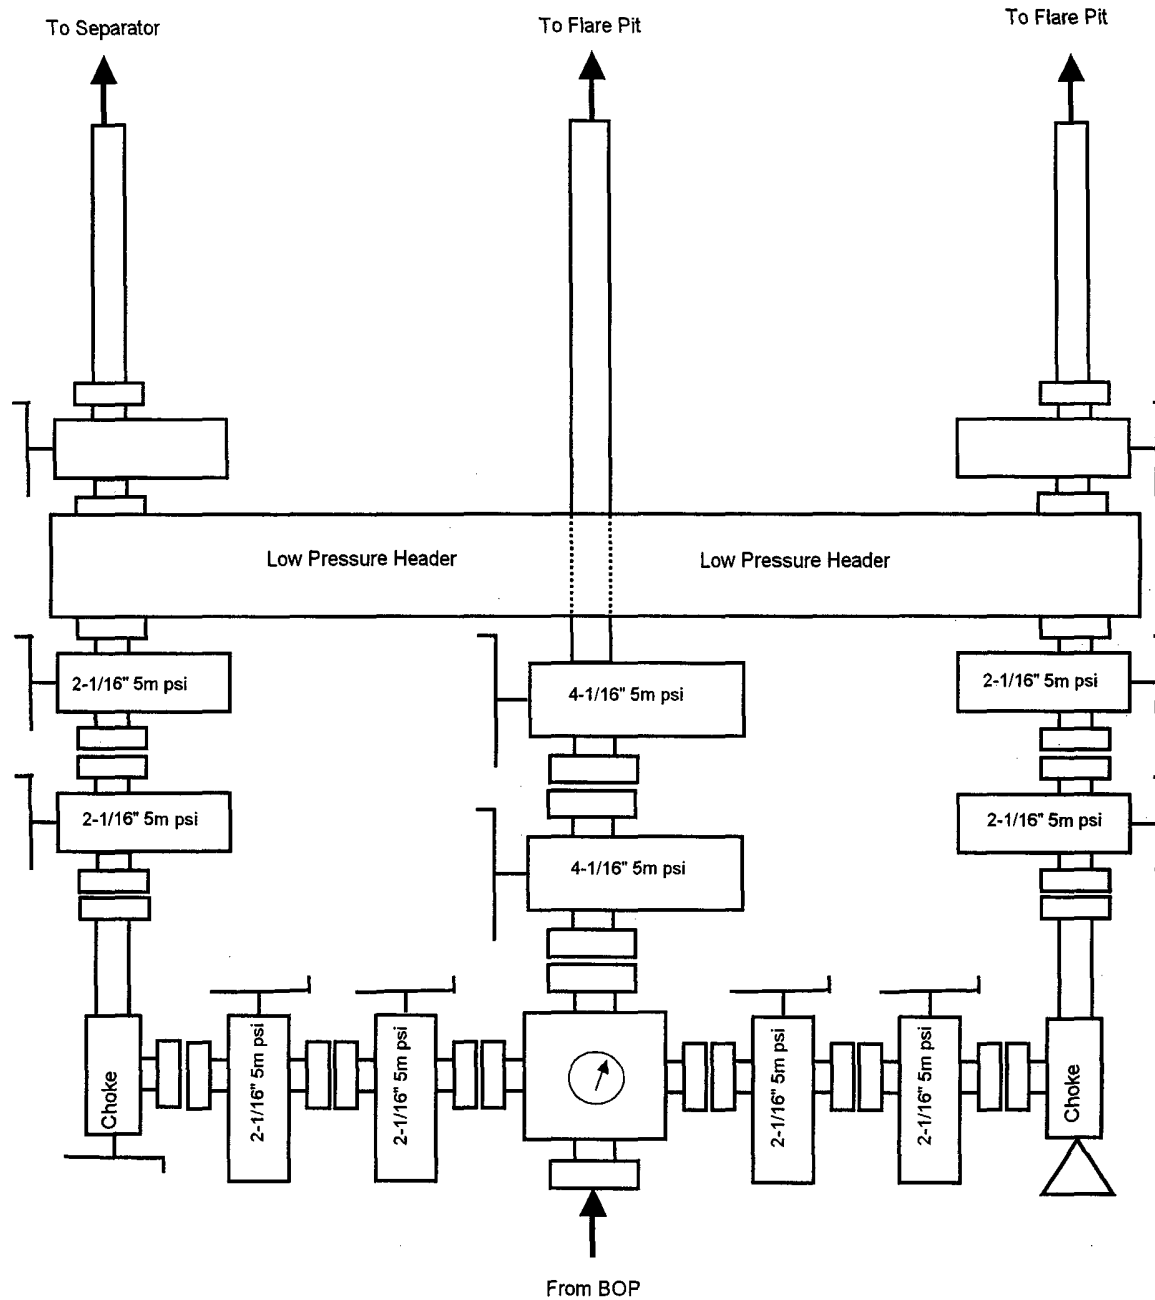 To Separator
To Flare Pit
To Flare Pit
Low Pressure Header
Low Pressure Header
2-1/16" 5m psi
4-1/16" 5m psi
2-1/16" 5m psi
2-1/16" 5m psi
4-1/16" 5m psi
2-1/16" 5m psi
Choke
2-1/16" 5m psi
2-1/16" 5m psi
2-1/16" 5m psi
2-1/16" 5m psi
Choke
From BOP